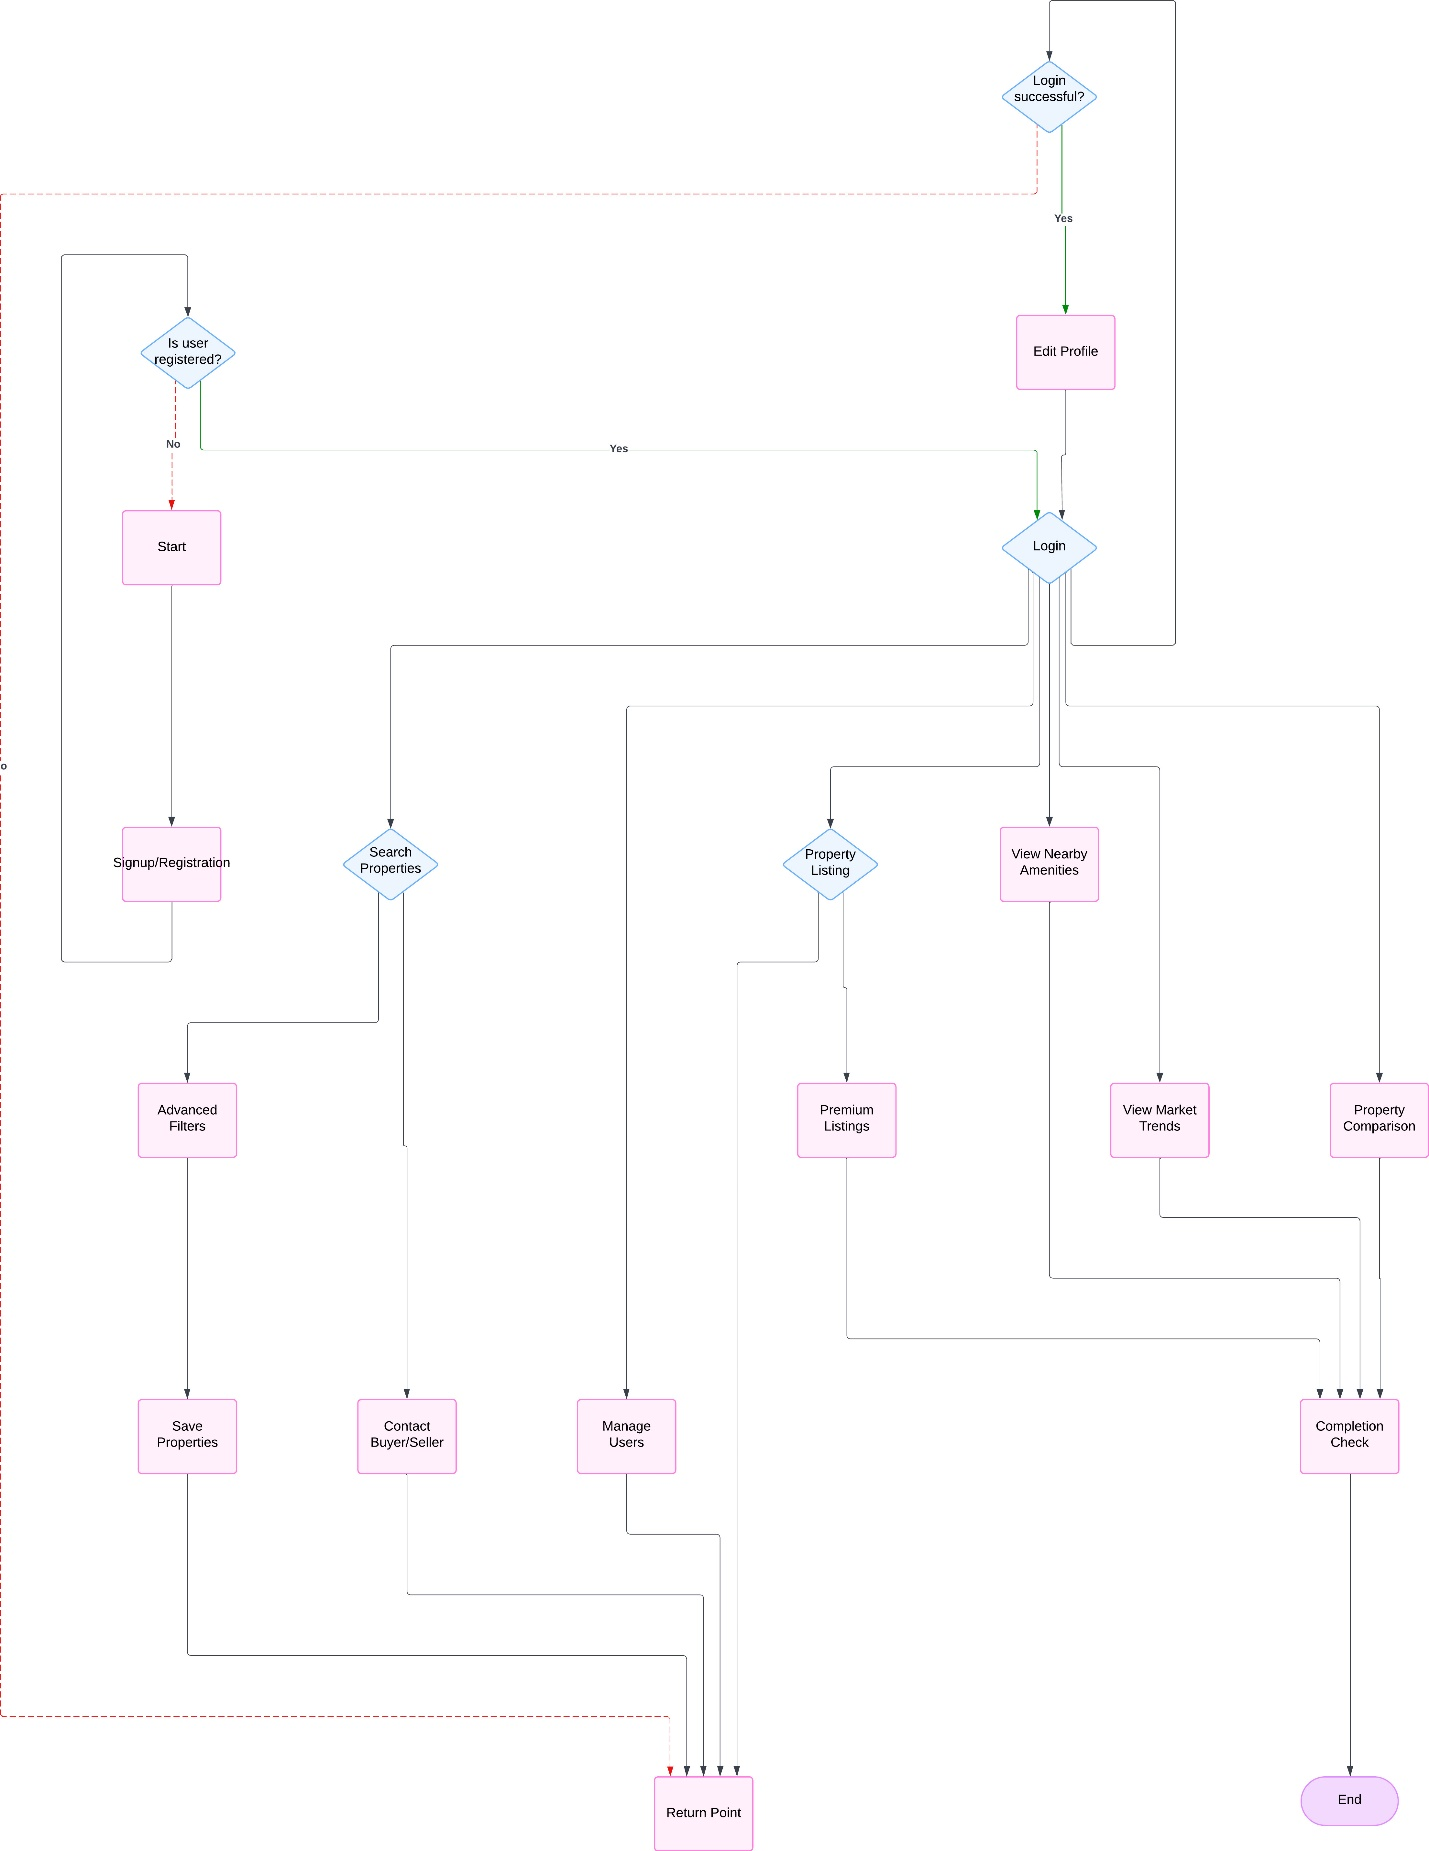 Login
successful?
Yes
Is user
registered?
Edit Profile
No
Yes
Start
Login
o
Signup/Registration
Search
Properties
Property
Listing
View Nearby
Amenities
Advanced
Filters
Premium
Listings
View Market
Trends
Property
Comparison
Save
Properties
Contact
Buyer/Seller
Manage
Users
Completion
Check
Return Point
End